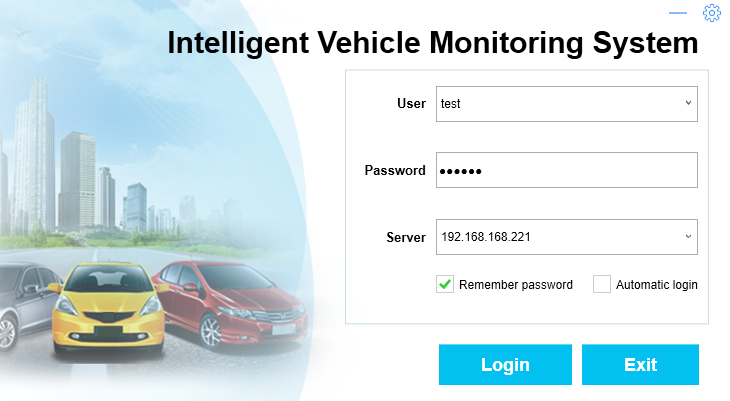 Intelligent Vehicle Monitoring System
User test
Password ●●●●●●
Server 192.168.168.221
Remember password Automatic login
Login Exit